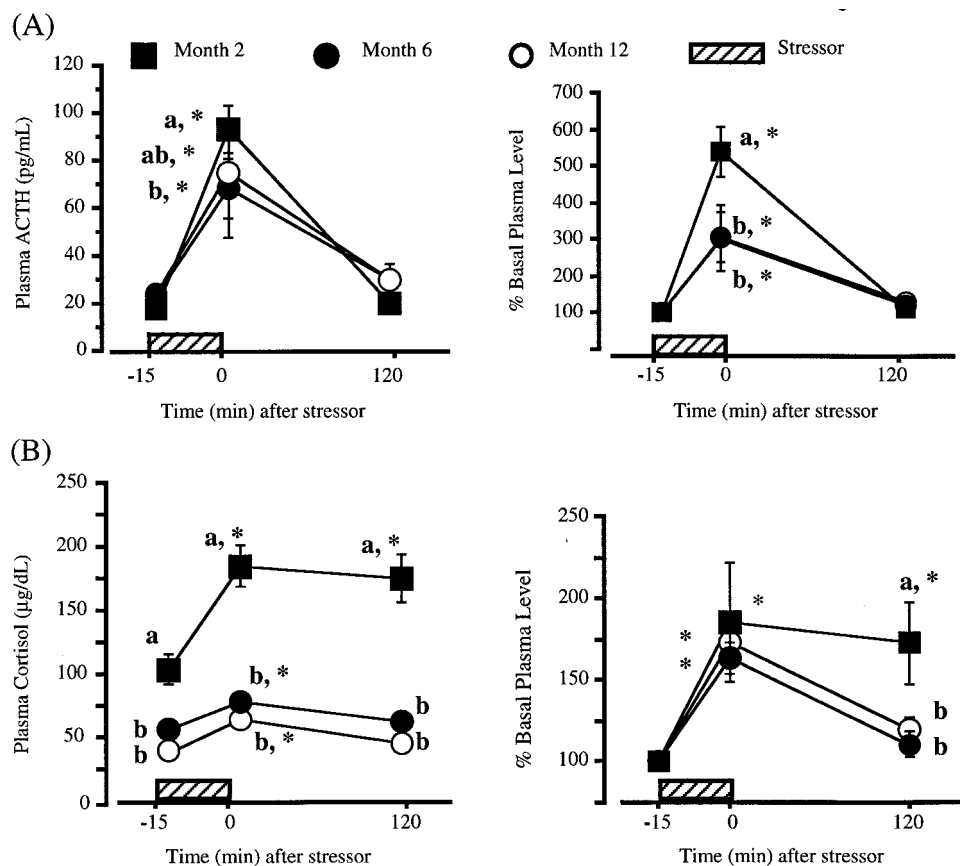 (A)
Month 2 Month 6 Month 12 Stressor
Plasma ACTH (pg/mL)
120
100
80
60
40
20
0
a, *
ab, *
b, *
-15 0 120
Time (min) after stressor
% Basal Plasma Level
700
600
500
400
300
200
100
a, *
b, *
b, *
-15 0 120
Time (min) after stressor
(B)
Plasma Cortisol (µg/dL)
250
200
175
150
100
50
0
a
a, *
a, *
b
b, *
b
b
b, *
b
-15 0 120
Time (min) after stressor
% Basal Plasma Level
250
200
150
100
*
*
*
a, *
b
b
-15 0 120
Time (min) after stressor